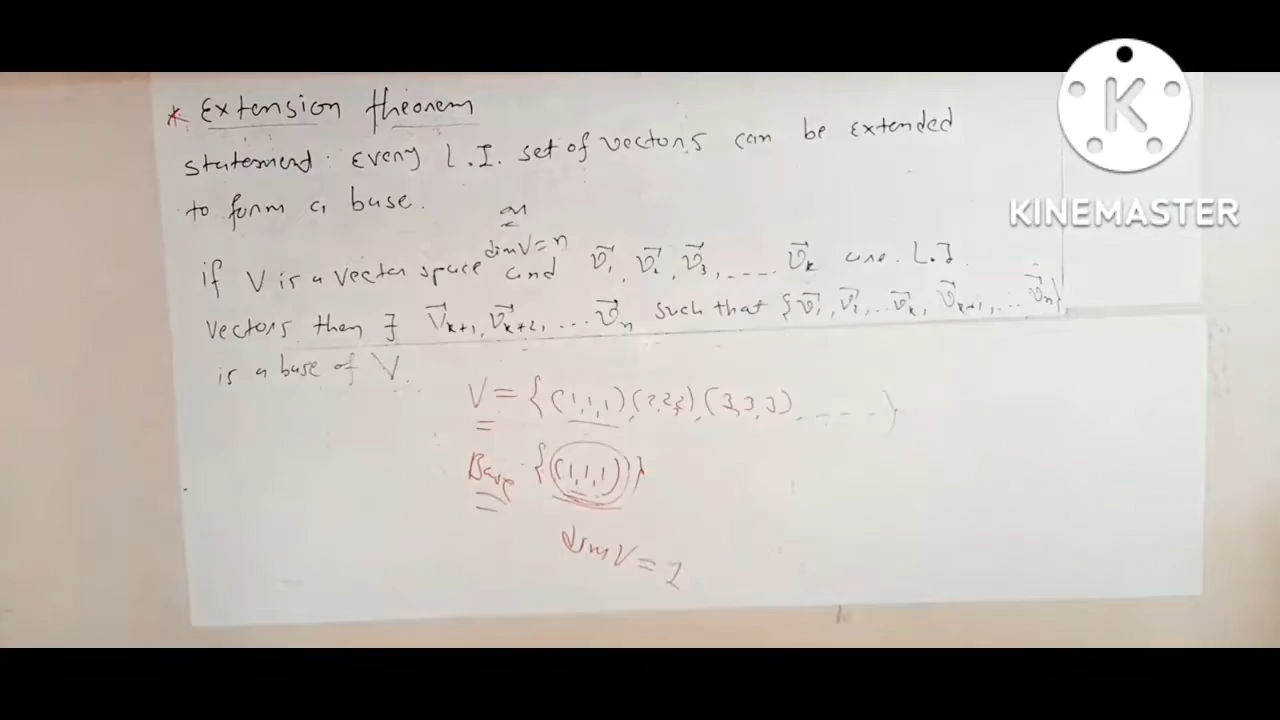 * Extension theorem
statement: Every L.I. set of vectors can be extended
to form a base.
dim V = n
if V is a vector space and v⃗1, v⃗2, v⃗3, ..... v⃗k are L.I
vectors then ∃ v⃗k+1, v⃗k+2, ... v⃗n such that {v⃗1, v⃗2, .. v⃗k, v⃗k+1, ... v⃗n}
is a base of V.
V = {(1,1,1), (2,2,2), (3,3,3), ..... }
Base {(1,1,1)}
dim V = 1
K
KINEMASTER